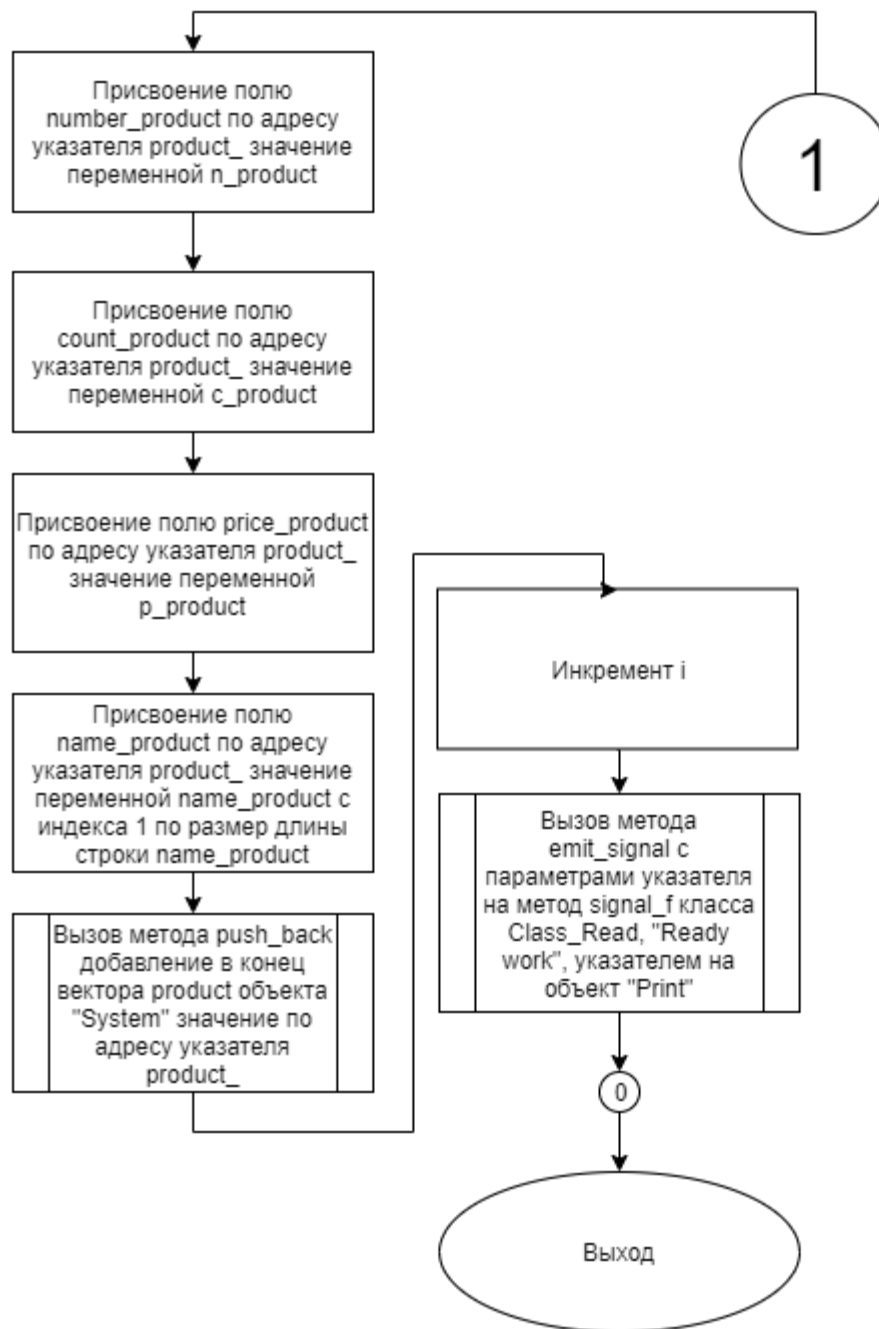 1
Присвоение полю
number_product по адресу
указателя product_ значение
переменной n_product
Присвоение полю
count_product по адресу
указателя product_ значение
переменной c_product
Присвоение полю price_product
по адресу указателя product_
значение переменной
p_product
Присвоение полю
name_product по адресу
указателя product_ значение
переменной name_product с
индекса 1 по размер длины
строки name_product
Вызов метода push_back
добавление в конец
вектора product объекта
"System" значение по
адресу указателя
product_
Инкремент i
Вызов метода
emit_signal с
параметрами указателя
на метод signal_f класса
Class_Read, "Ready
work", указателем на
объект "Print"
0
Выход